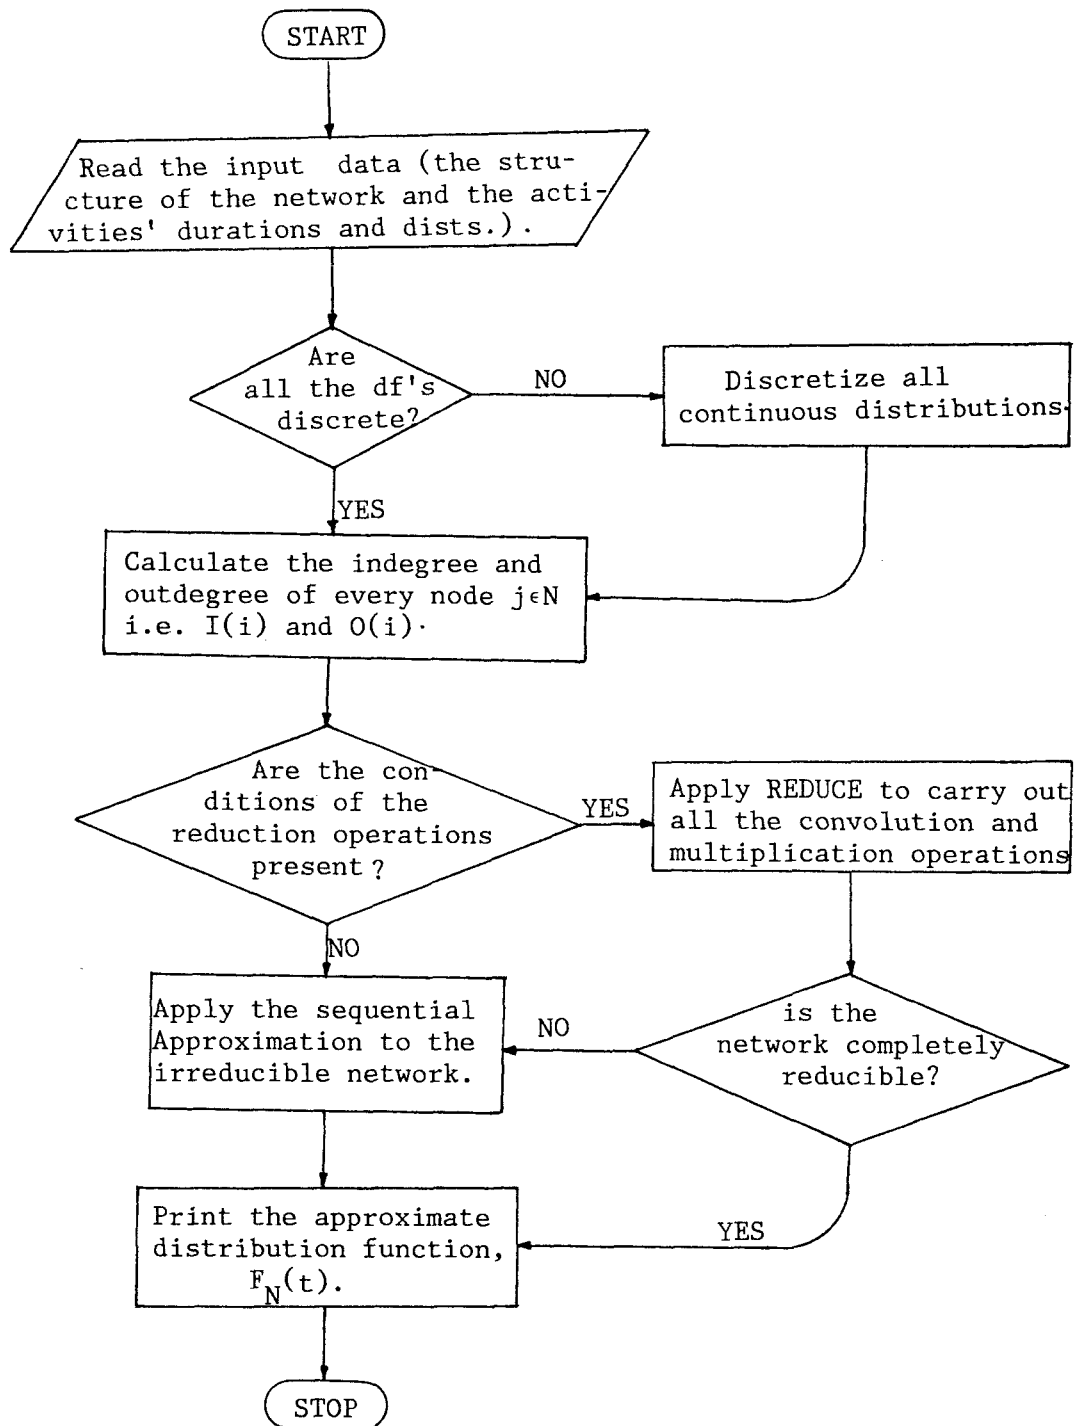 START
Read the input data (the stru-
cture of the network and the acti-
vities' durations and dists.).
Are
all the df's
discrete?
NO
Discretize all
continuous distributions.
YES
Calculate the indegree and
outdegree of every node jϵN
i.e. I(i) and O(i).
Are the con-
ditions of the
reduction operations
present?
YES
Apply REDUCE to carry out
all the convolution and
multiplication operations
NO
Apply the sequential
Approximation to the
irreducible network.
NO
is the
network completely
reducible?
Print the approximate
distribution function,
F_N(t).
YES
STOP